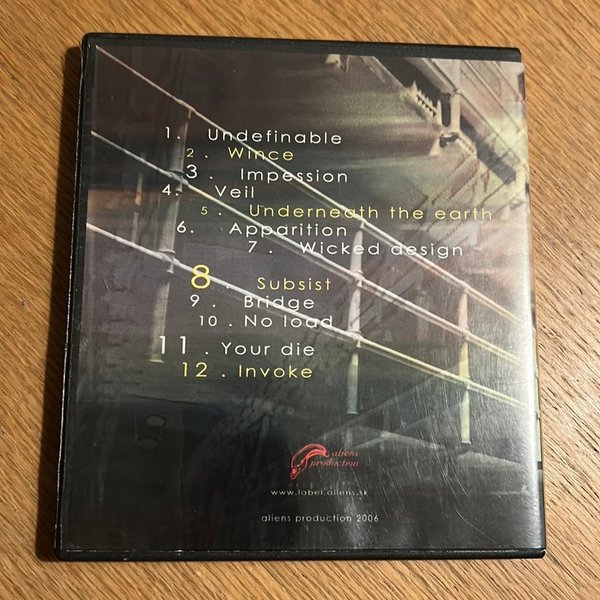 1. Undefinable
2. Wince
3. Impession
4. Veil
5. Underneath the earth
6. Apparition
7. Wicked design
8. Subsist
9. Bridge
10. No load
11. Your die
12. Invoke
aliens
production
www.label.aliens.sk
aliens production 2006